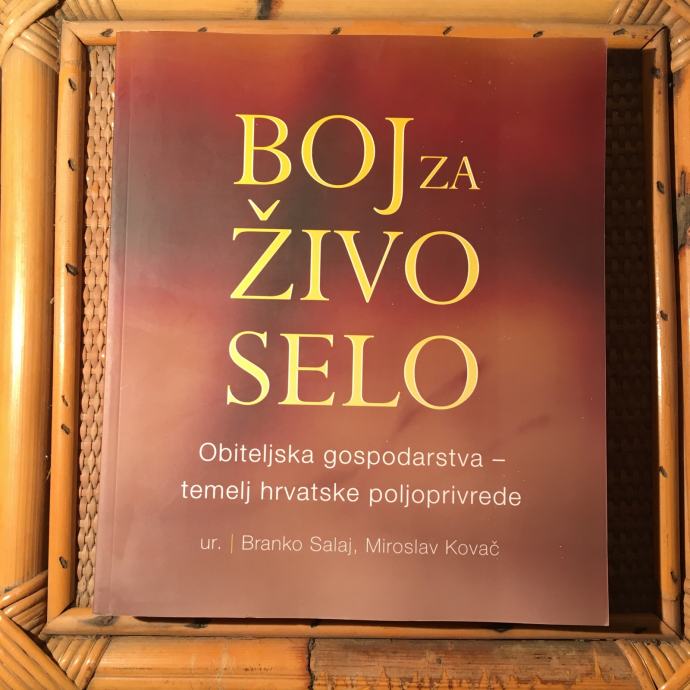 BOJ ZA
ŽIVO
SELO
Obiteljska gospodarstva –
temelj hrvatske poljoprivrede
ur. | Branko Salaj, Miroslav Kovač